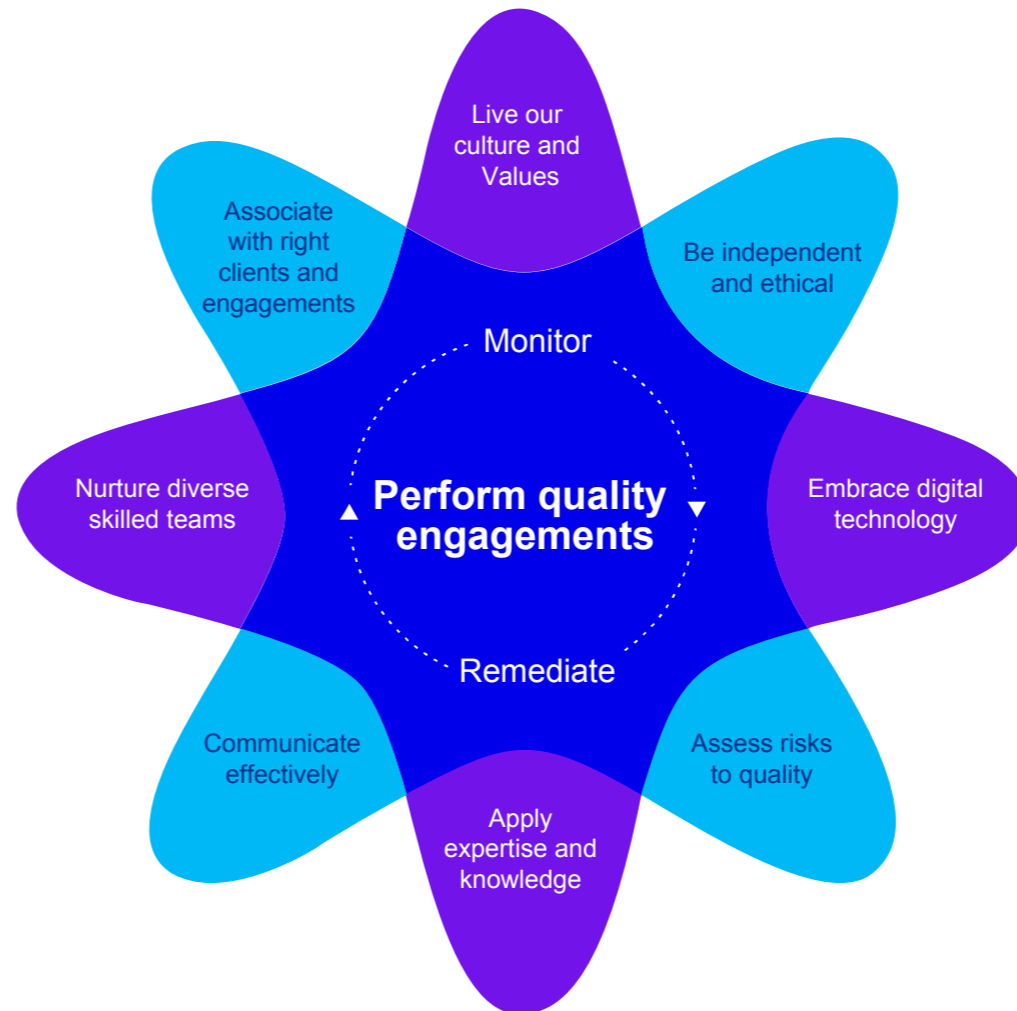 Live our
culture and
Values
Associate
with right
clients and
engagements
Be independent
and ethical
Monitor
Nurture diverse
skilled teams
Perform quality
engagements
Embrace digital
technology
Remediate
Communicate
effectively
Assess risks
to quality
Apply
expertise and
knowledge